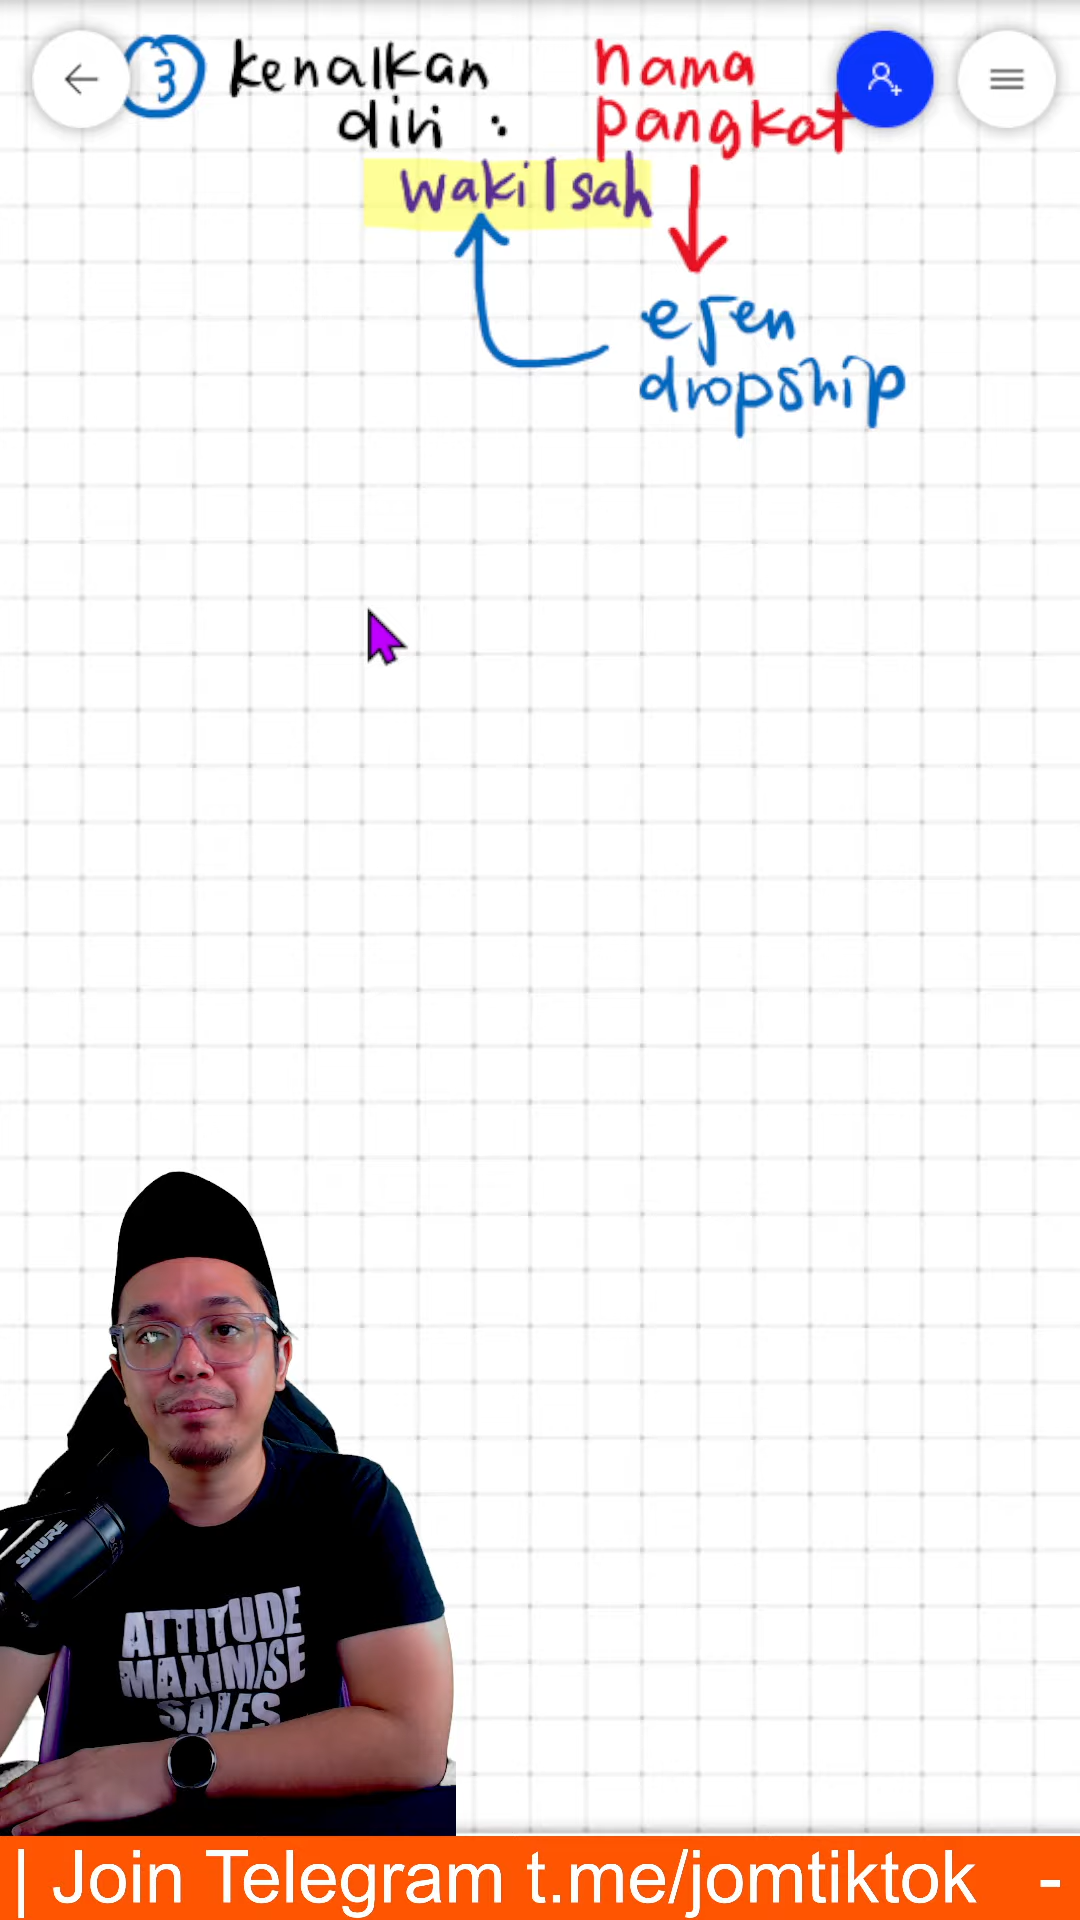 3 kenalkan nama
diri : pangkat
wakil sah
ejen
dropship
SHURE
ATTITUDE
MAXIMISE
SALES
| Join Telegram t.me/jomtiktok -